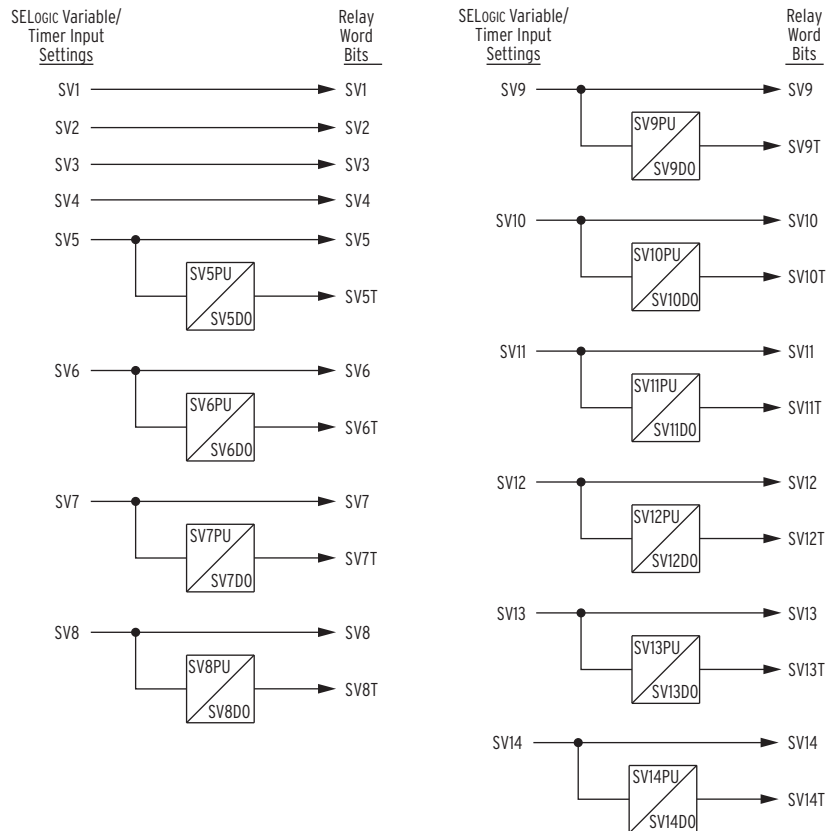 SELOGIC Variable/
Timer Input
Settings
Relay
Word
Bits
SV1 SV1
SV2 SV2
SV3 SV3
SV4 SV4
SV5 SV5
SV5PU
SV5DO
SV5T
SV6 SV6
SV6PU
SV6DO
SV6T
SV7 SV7
SV7PU
SV7DO
SV7T
SV8 SV8
SV8PU
SV8DO
SV8T
SELOGIC Variable/
Timer Input
Settings
Relay
Word
Bits
SV9 SV9
SV9PU
SV9DO
SV9T
SV10 SV10
SV10PU
SV10DO
SV10T
SV11 SV11
SV11PU
SV11DO
SV11T
SV12 SV12
SV12PU
SV12DO
SV12T
SV13 SV13
SV13PU
SV13DO
SV13T
SV14 SV14
SV14PU
SV14DO
SV14T